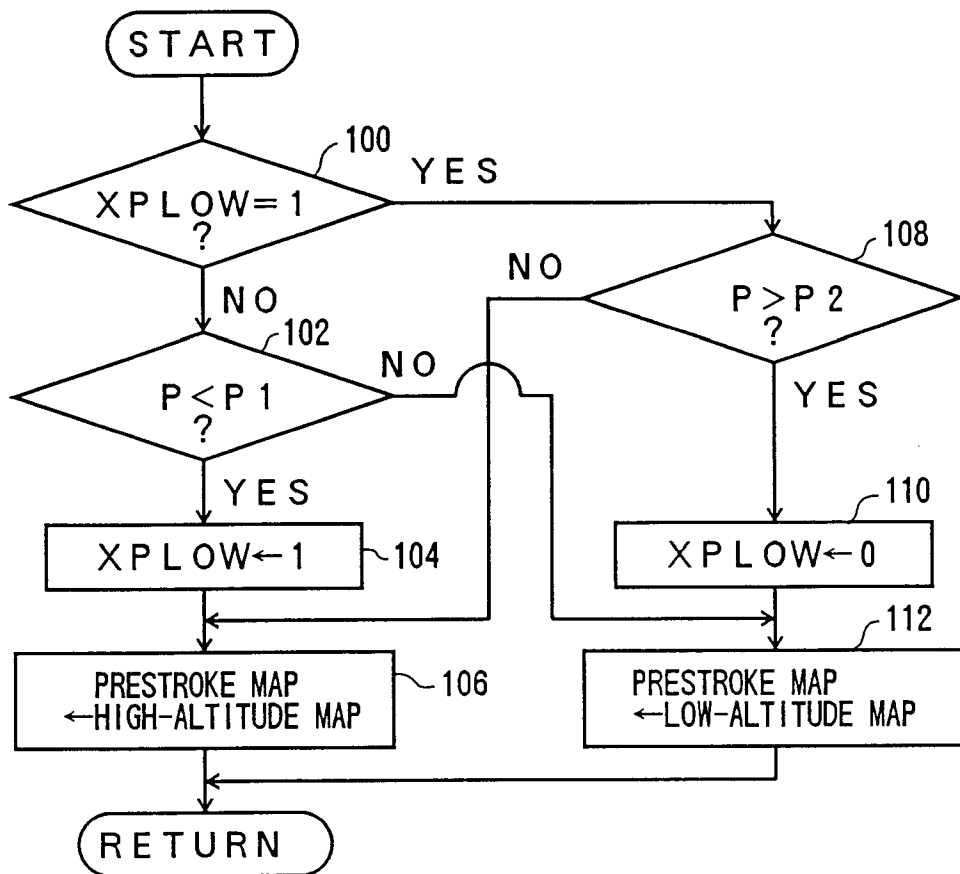 START
100
XPLOW=1
?
YES
NO
108
P>P2
?
NO
YES
102
P<P1
?
NO
YES
XPLOW←1
104
110
XPLOW←0
PRESTROKE MAP
←HIGH-ALTITUDE MAP
106
112
PRESTROKE MAP
←LOW-ALTITUDE MAP
RETURN